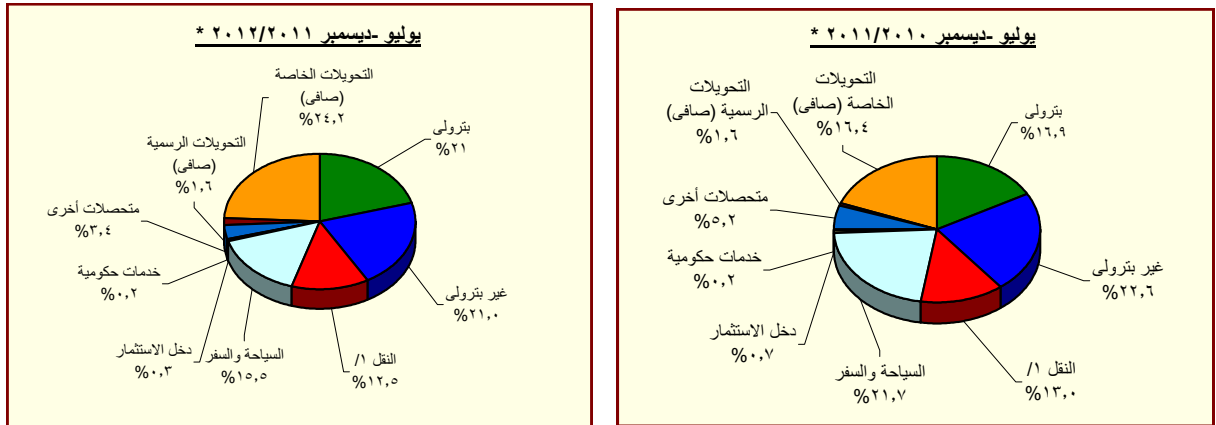 يوليو -ديسمبر ٢٠١١/٢٠١٠ *
التحويلات
الخاصة (صافى)
%١٦,٤
التحويلات
الرسمية (صافى)
%١,٦
بترولى
%١٦,٩
متحصلات أخرى
%٥,٢
خدمات حكومية
%٠,٢
غير بترولى
%٢٢,٦
دخل الاستثمار
%٠,٧
السياحة والسفر
%٢١,٧
النقل ١/
%١٣,٠
يوليو -ديسمبر ٢٠١٢/٢٠١١ *
التحويلات الخاصة
(صافى)
%٢٤,٢
بترولى
%٢١
التحويلات الرسمية
(صافى)
%١,٦
متحصلات أخرى
%٣,٤
خدمات حكومية
%٠,٢
غير بترولى
%٢١,٠
دخل الاستثمار
%٠,٣
السياحة والسفر
%١٥,٥
النقل ١/
%١٢,٥